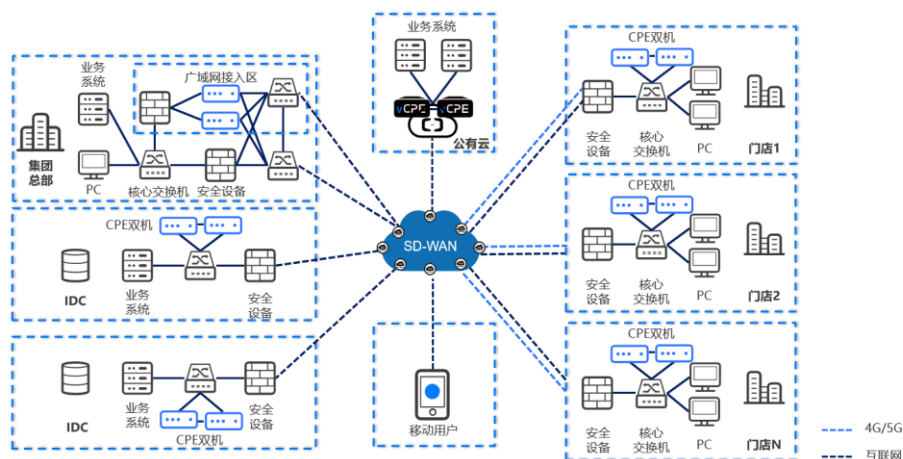 业务
系统
广域网接入区
集团
总部
PC
核心交换机
安全设备
CPE双机
IDC
业务
系统
安全
设备
IDC
业务
系统
安全
设备
CPE双机
业务系统
vCPE
vCPE
公有云
SD-WAN
移动用户
CPE双机
安全
设备
核心
交换机
PC
门店1
CPE双机
安全
设备
核心
交换机
PC
门店2
CPE双机
安全
设备
核心
交换机
PC
门店N
4G/5G
互联网